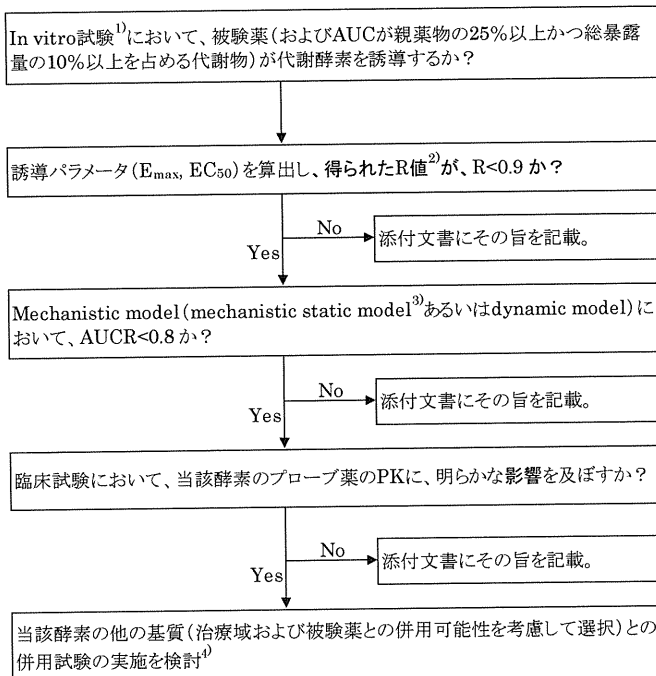 In vitro試験1)において、被験薬(およびAUCが親薬物の25%以上かつ総暴露
量の10%以上を占める代謝物)が代謝酵素を誘導するか?
誘導パラメータ(Emax, EC50)を算出し、得られたR値2)が、R<0.9 か?
No
添付文書にその旨を記載。
Yes
Mechanistic model(mechanistic static model3)あるいはdynamic model)に
おいて、AUCR<0.8 か?
No
添付文書にその旨を記載。
Yes
臨床試験において、当該酵素のプローブ薬のPKに、明らかな影響を及ぼすか?
No
添付文書にその旨を記載。
Yes
当該酵素の他の基質(治療域および被験薬との併用可能性を考慮して選択)との
併用試験の実施を検討4)